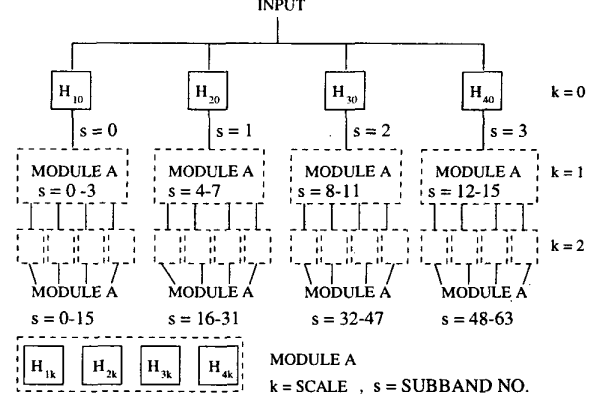 INPUT
H10 H20 H30 H40 k = 0
s = 0 s = 1 s = 2 s = 3
MODULE A MODULE A MODULE A MODULE A k = 1
s = 0 -3 s = 4-7 s = 8-11 s = 12-15
k = 2
MODULE A MODULE A MODULE A MODULE A
s = 0-15 s = 16-31 s = 32-47 s = 48-63
H1k H2k H3k H4k MODULE A
k = SCALE , s = SUBBAND NO.